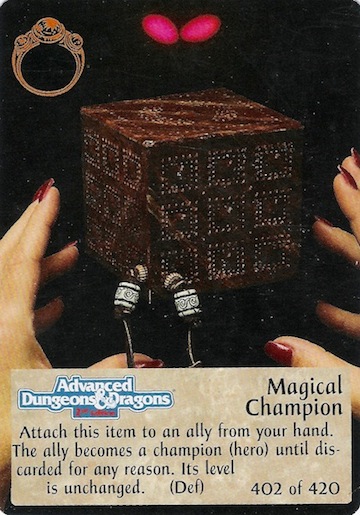 Advanced
Dungeons & Dragons
2nd Edition
Magical
Champion
Attach this item to an ally from your hand.
The ally becomes a champion (hero) until dis-
carded for any reason. Its level
is unchanged. (Def) 402 of 420